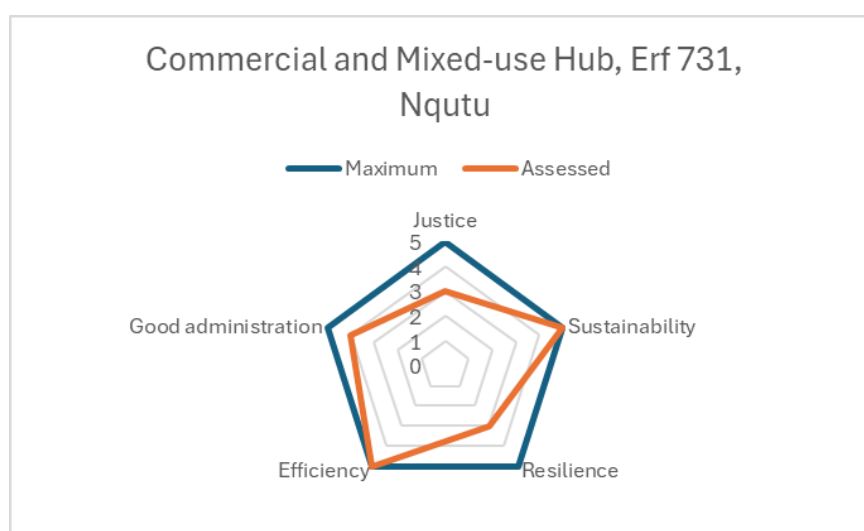 Commercial and Mixed-use Hub, Erf 731,
Nqutu
Maximum Assessed
Justice
5
4
3
2
1
0
Good administration
Sustainability
Efficiency
Resilience